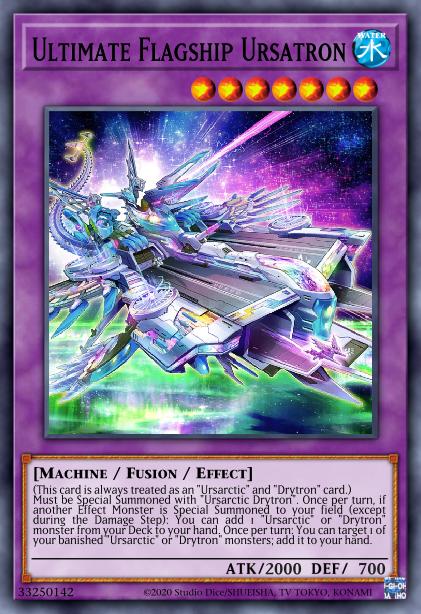 ULTIMATE FLAGSHIP URSATRON
WATER
水
[MACHINE / FUSION / EFFECT]
(This card is always treated as an "Ursarctic" and "Drytron" card.)
Must be Special Summoned with "Ursarctic Drytron". Once per turn, if
another Effect Monster is Special Summoned to your field (except
during the Damage Step): You can add 1 "Ursarctic" or "Drytron"
monster from your Deck to your hand. Once per turn: You can target 1 of
your banished "Ursarctic" or "Drytron" monsters; add it to your hand.
ATK/2000 DEF/ 700
33250142
©2020 Studio Dice/SHUEISHA, TV TOKYO, KONAMI